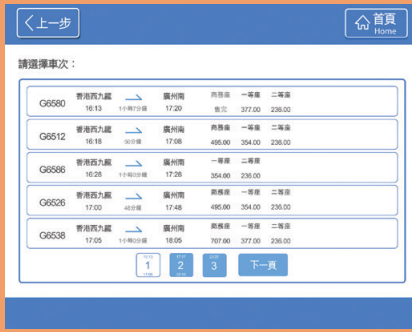 上一步
首頁
Home
請選擇車次：
G6580 香港西九龍 廣州南 商務座 一等座 二等座
16:13 1小時7分鐘 17:20 售完 377.00 236.00
G6512 香港西九龍 廣州南 商務座 一等座 二等座
16:18 50分鐘 17:08 495.00 354.00 236.00
G6586 香港西九龍 廣州南 一等座 二等座
16:26 1小時0分鐘 17:26 354.00 236.00
G6526 香港西九龍 廣州南 商務座 一等座 二等座
17:00 48分鐘 17:48 495.00 354.00 236.00
G6538 香港西九龍 廣州南 商務座 一等座 二等座
17:05 1小時0分鐘 18:05 707.00 377.00 236.00
1 2 3 下一頁